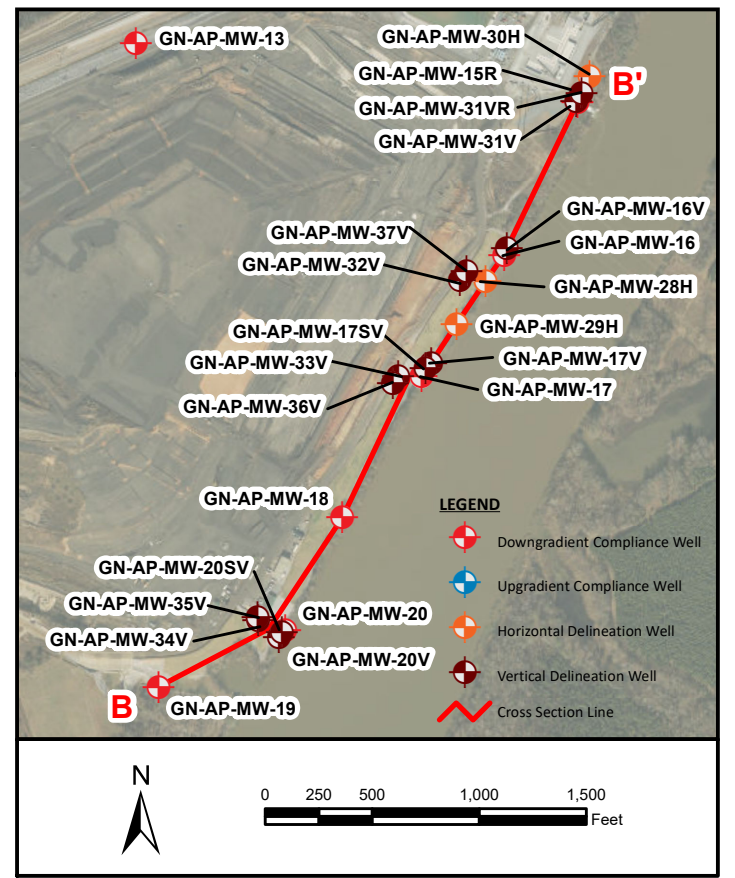 GN-AP-MW-13
GN-AP-MW-30H
GN-AP-MW-15R
GN-AP-MW-31VR
GN-AP-MW-31V
B'
GN-AP-MW-16V
GN-AP-MW-16
GN-AP-MW-37V
GN-AP-MW-32V
GN-AP-MW-28H
GN-AP-MW-29H
GN-AP-MW-17SV
GN-AP-MW-17V
GN-AP-MW-33V
GN-AP-MW-17
GN-AP-MW-36V
GN-AP-MW-18
GN-AP-MW-20SV
GN-AP-MW-35V
GN-AP-MW-20
GN-AP-MW-34V
GN-AP-MW-20V
B
GN-AP-MW-19
LEGEND
Downgradient Compliance Well
Upgradient Compliance Well
Horizontal Delineation Well
Vertical Delineation Well
Cross Section Line
N
0 250 500 1,000 1,500
Feet